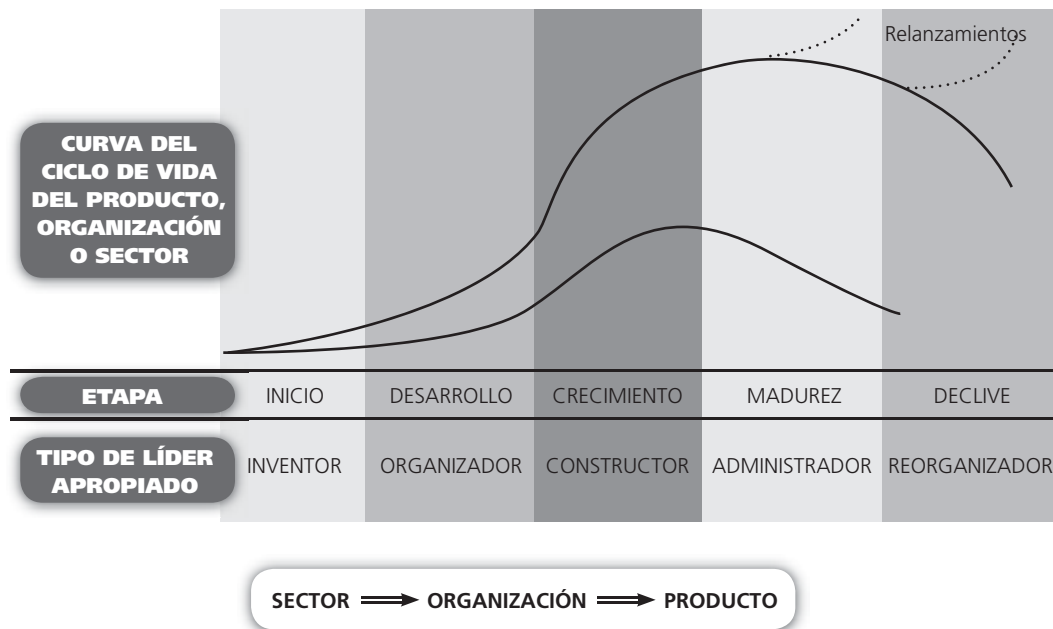 Relanzamientos
CURVA DEL
CICLO DE VIDA
DEL PRODUCTO,
ORGANIZACIÓN
O SECTOR
ETAPA INICIO DESARROLLO CRECIMIENTO MADUREZ DECLIVE
TIPO DE LÍDER
APROPIADO
INVENTOR ORGANIZADOR CONSTRUCTOR ADMINISTRADOR REORGANIZADOR
SECTOR ORGANIZACIÓN PRODUCTO